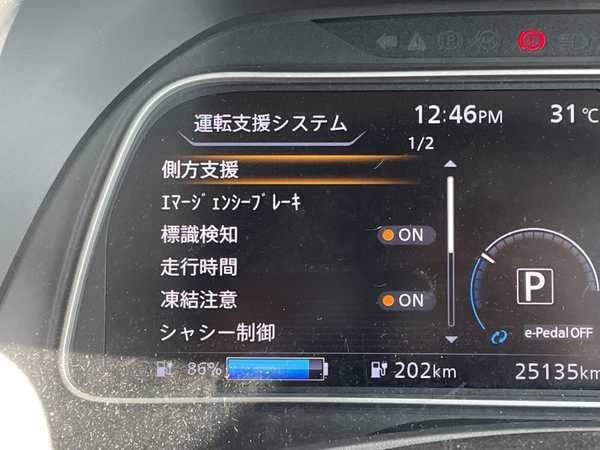 運転支援システム
12:46PM
31℃
1/2
側方支援
ｴﾏｰｼﾞｪﾝｼｰﾌﾞﾚｰｷ
標識検知
ON
走行時間
凍結注意
ON
シャシー制御
P
e-Pedal OFF
86%
202km
25135km